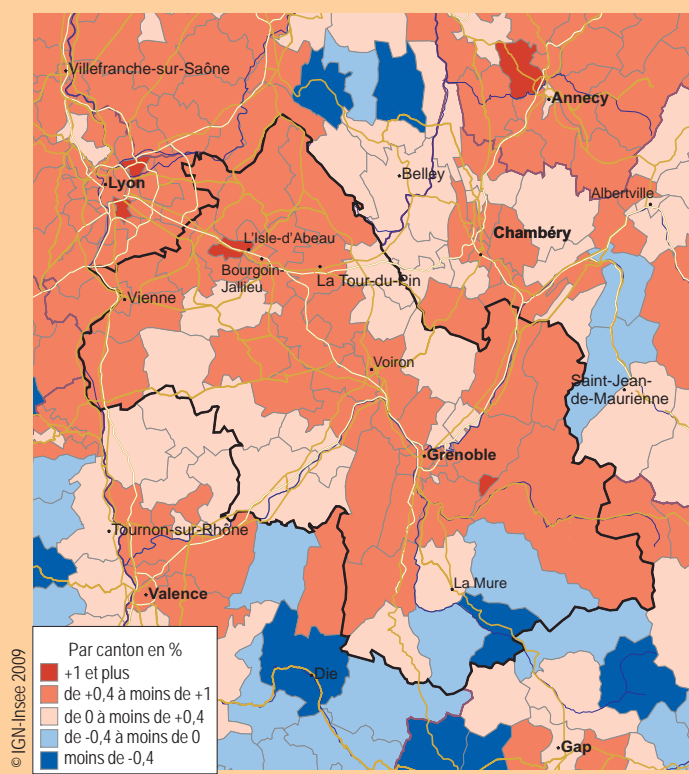 Villefranche-sur-Saône
Annecy
Lyon
Belley
Albertville
L'Isle-d'Abeau
Chambéry
Bourgoin-
Jallieu
La Tour-du-Pin
Vienne
Voiron
Saint-Jean-
de-Maurienne
Grenoble
Tournon-sur-Rhône
La Mure
Valence
Die
Gap
Par canton en %
+1 et plus
de +0,4 à moins de +1
de 0 à moins de +0,4
de -0,4 à moins de 0
moins de -0,4
© IGN-Insee 2009